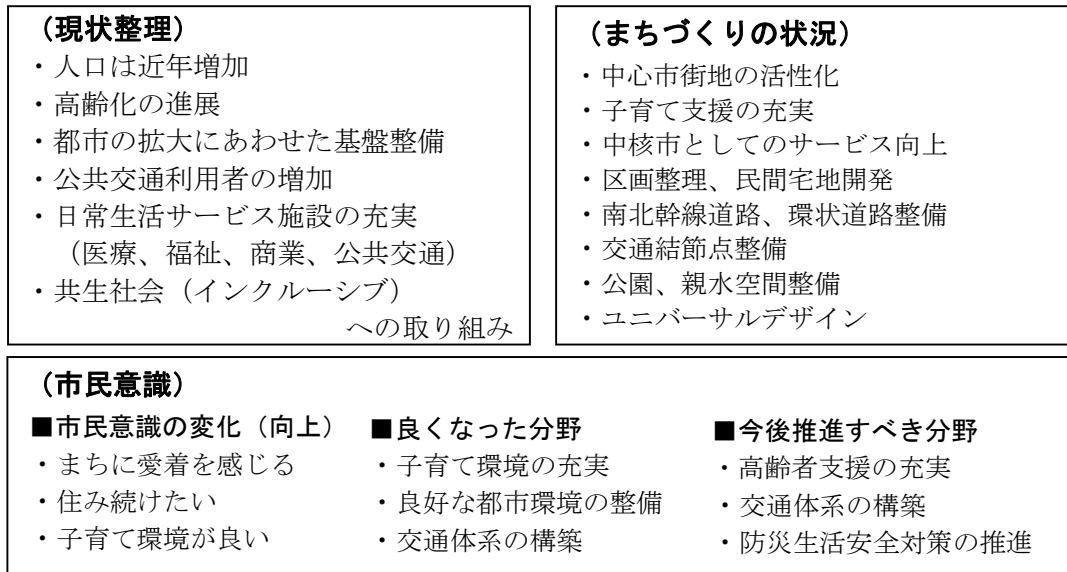 （現状整理）
・人口は近年増加
・高齢化の進展
・都市の拡大にあわせた基盤整備
・公共交通利用者の増加
・日常生活サービス施設の充実
（医療、福祉、商業、公共交通）
・共生社会（インクルーシブ）
への取り組み
（まちづくりの状況）
・中心市街地の活性化
・子育て支援の充実
・中核市としてのサービス向上
・区画整理、民間宅地開発
・南北幹線道路、環状道路整備
・交通結節点整備
・公園、親水空間整備
・ユニバーサルデザイン
（市民意識）
■市民意識の変化（向上）
・まちに愛着を感じる
・住み続けたい
・子育て環境が良い
■良くなった分野
・子育て環境の充実
・良好な都市環境の整備
・交通体系の構築
■今後推進すべき分野
・高齢者支援の充実
・交通体系の構築
・防災生活安全対策の推進